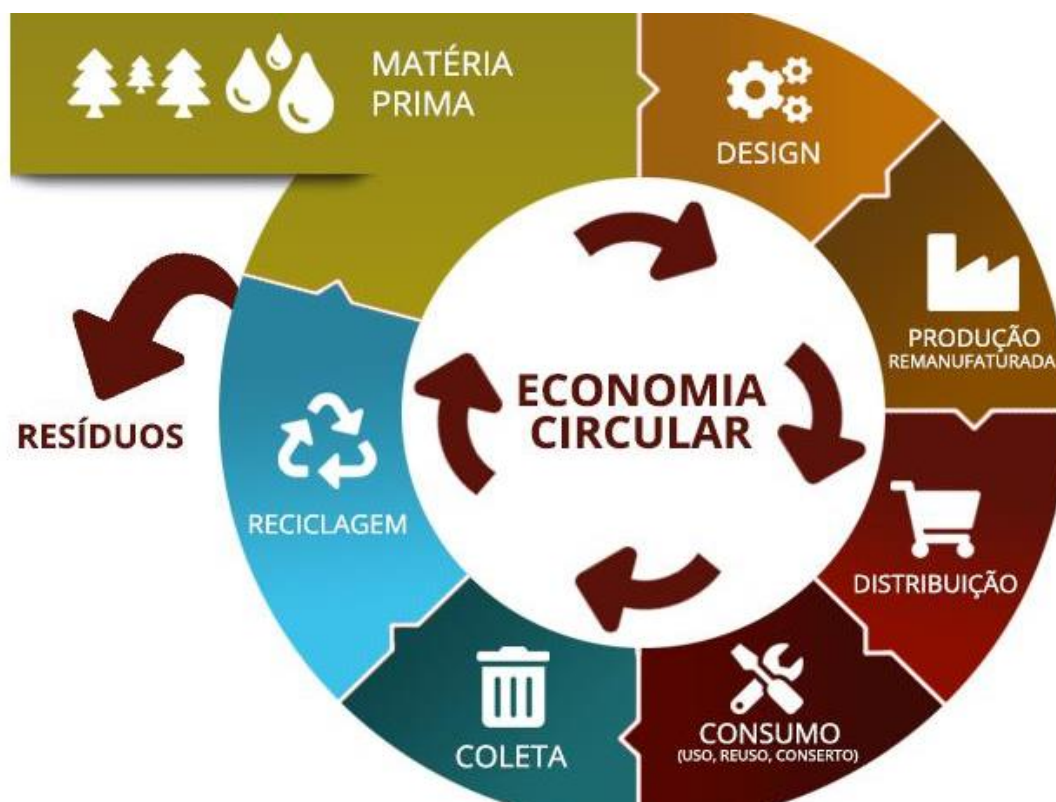 MATÉRIA
PRIMA
DESIGN
PRODUÇÃO
REMANUFATURADA
DISTRIBUIÇÃO
CONSUMO
(USO, REUSO, CONSERTO)
COLETA
RECICLAGEM
RESÍDUOS
ECONOMIA
CIRCULAR